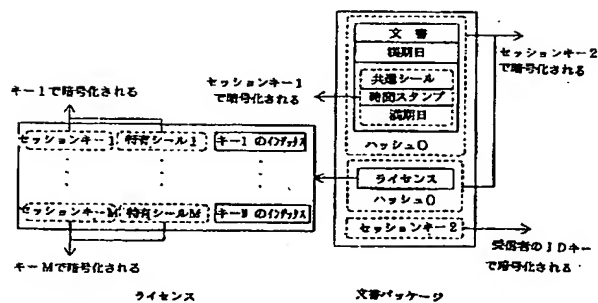 文書
満期日
セッションキー2
で暗号化される
セッションキー1
で暗号化される
共通シール
時間スタンプ
満期日
ハッシュ0
キー1で暗号化される
セッションキー1
特有シール1
キー1のインデックス
ライセンス
ハッシュ0
セッションキーM
特有シールM
キーMのインデックス
セッションキー2
受信者のIDキー
で暗号化される
キーMで暗号化される
ライセンス
文書パッケージ